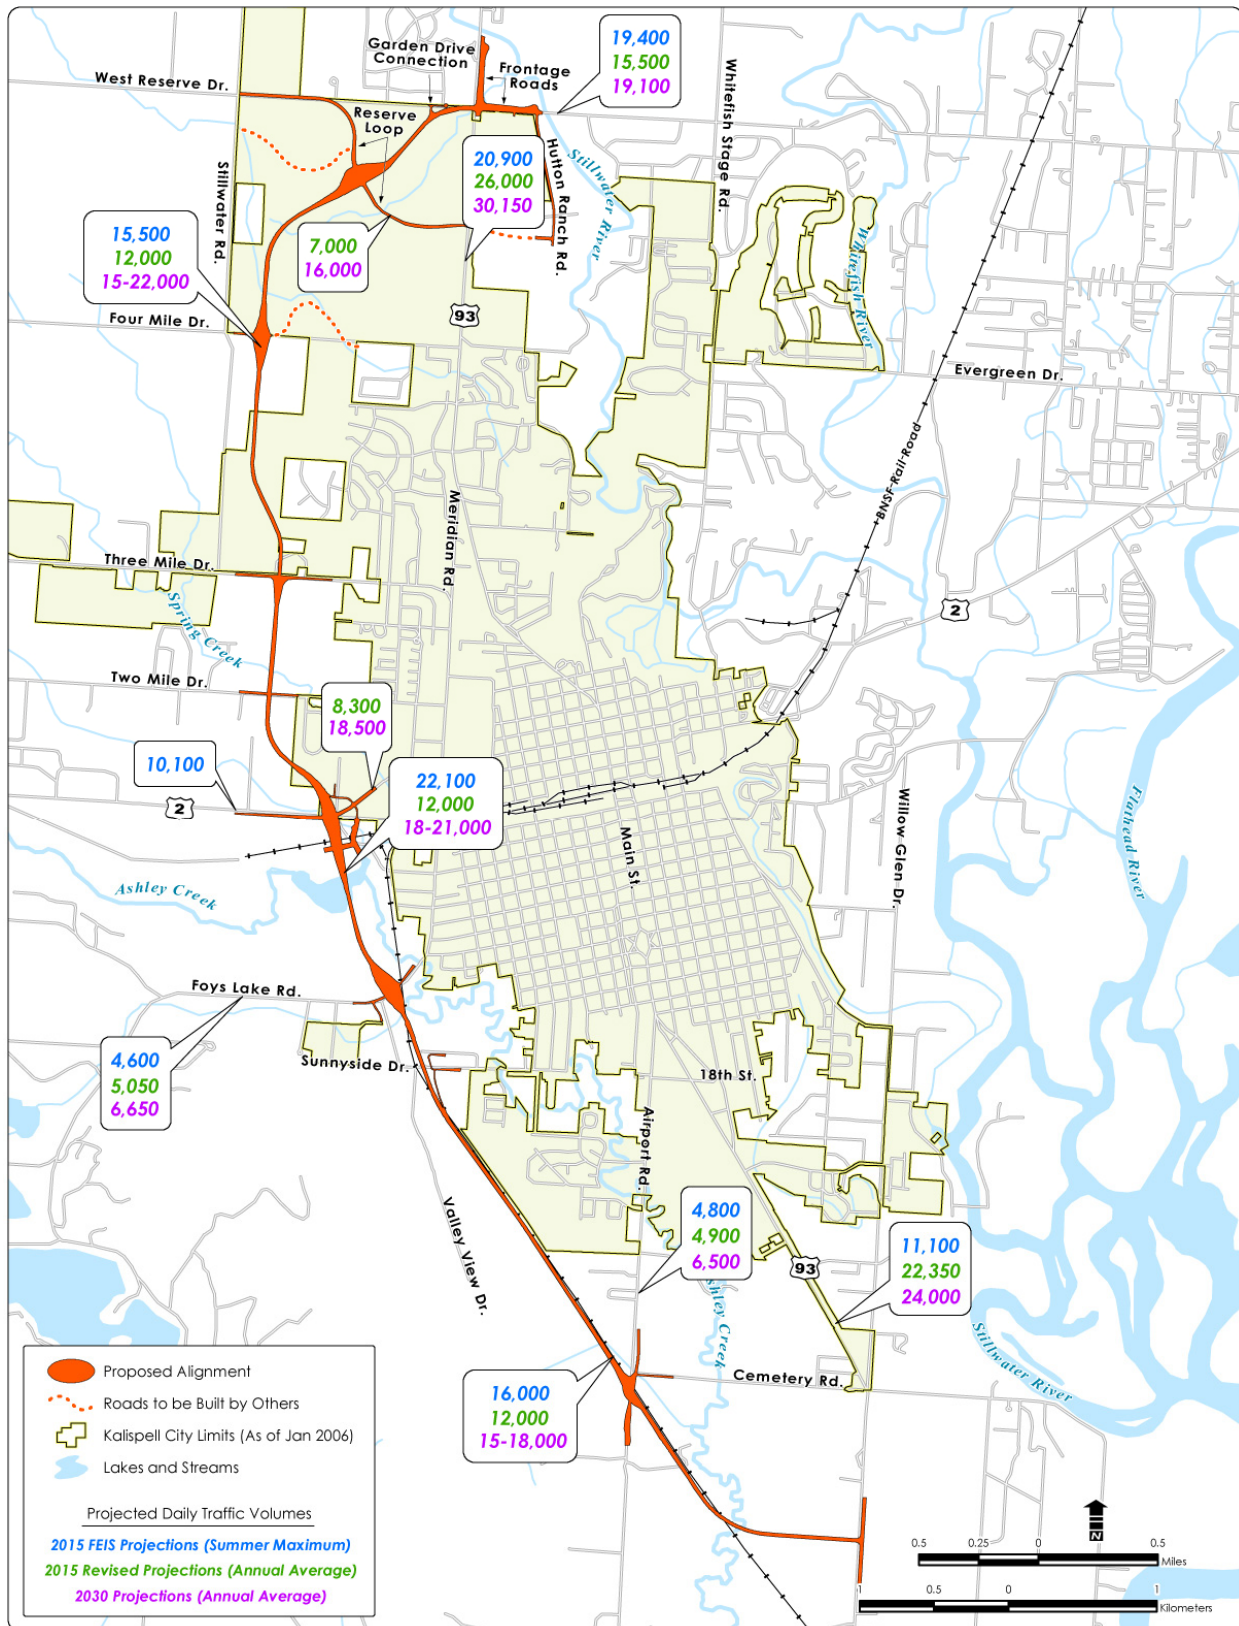 Garden Drive
Connection
Frontage
Roads
19,400
15,500
19,100
West Reserve Dr.
Reserve
Loop
Whitefish Stage Rd.
Stillwater Rd.
Hutton Ranch Rd.
Stillwater River
20,900
26,000
30,150
7,000
16,000
15,500
12,000
15-22,000
Whitefish River
Four Mile Dr.
93
Evergreen Dr.
BNSF Rail Road
Meridian Rd.
Three Mile Dr.
Spring Creek
2
Two Mile Dr.
8,300
18,500
10,100
2
22,100
12,000
18-21,000
Main St.
Willow Glen Dr.
Flathead River
Ashley Creek
Foys Lake Rd.
4,600
5,050
6,650
Sunnyside Dr.
18th St.
Airport Rd.
Valley View Dr.
4,800
4,900
6,500
Ashley Creek
93
11,100
22,350
24,000
Stillwater River
Cemetery Rd.
16,000
12,000
15-18,000
Proposed Alignment
Roads to be Built by Others
Kalispell City Limits (As of Jan 2006)
Lakes and Streams
Projected Daily Traffic Volumes
2015 FEIS Projections (Summer Maximum)
2015 Revised Projections (Annual Average)
2030 Projections (Annual Average)
N
0.5 0.25 0 0.5
Miles
1 0.5 0 1
Kilometers